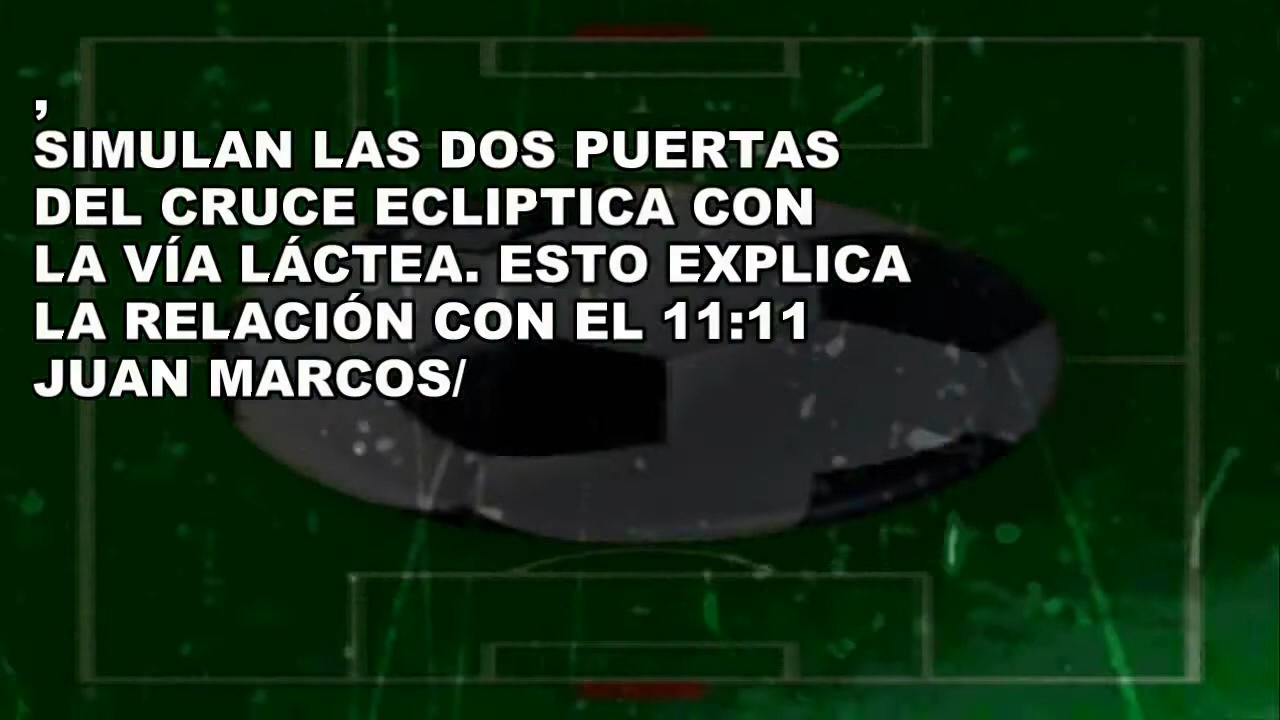 ,
SIMULAN LAS DOS PUERTAS
DEL CRUCE ECLIPTICA CON
LA VÍA LÁCTEA. ESTO EXPLICA
LA RELACIÓN CON EL 11:11
JUAN MARCOS/